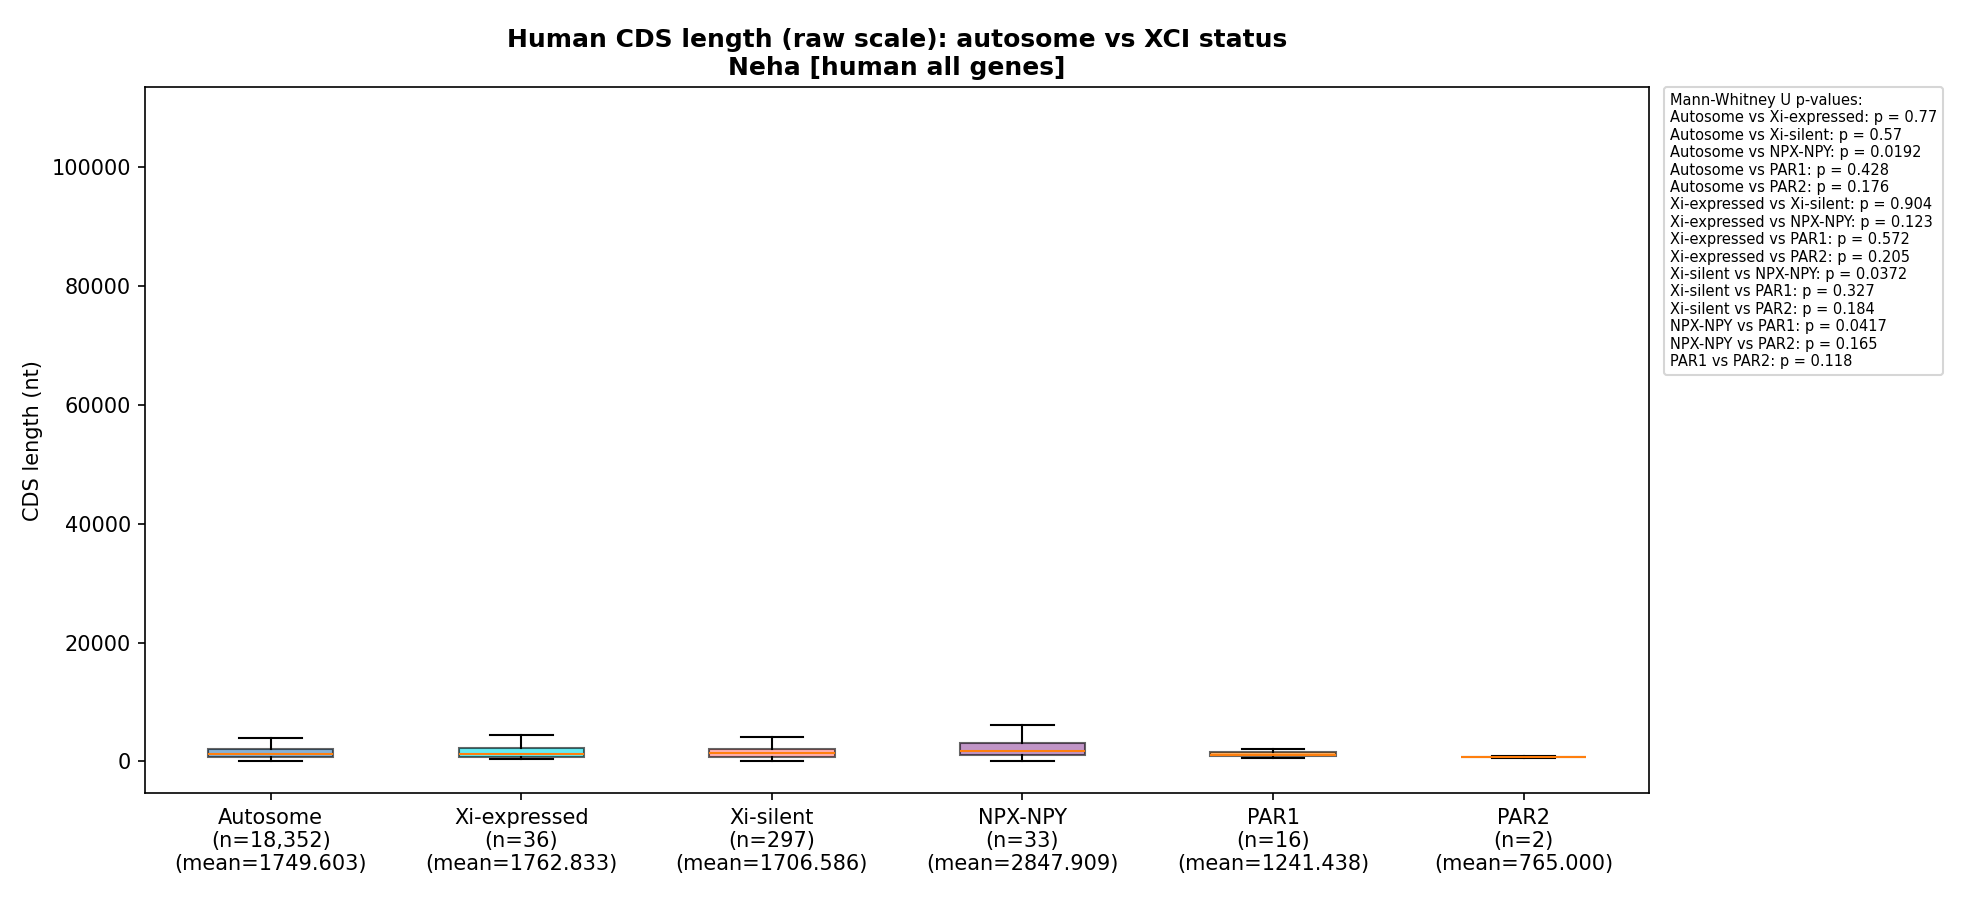 Human CDS length (raw scale): autosome vs XCI status
Neha [human all genes]
CDS length (nt)
100000
80000
60000
40000
20000
0
Autosome
(n=18,352)
(mean=1749.603)
Xi-expressed
(n=36)
(mean=1762.833)
Xi-silent
(n=297)
(mean=1706.586)
NPX-NPY
(n=33)
(mean=2847.909)
PAR1
(n=16)
(mean=1241.438)
PAR2
(n=2)
(mean=765.000)
Mann-Whitney U p-values:
Autosome vs Xi-expressed: p = 0.77
Autosome vs Xi-silent: p = 0.57
Autosome vs NPX-NPY: p = 0.0192
Autosome vs PAR1: p = 0.428
Autosome vs PAR2: p = 0.176
Xi-expressed vs Xi-silent: p = 0.904
Xi-expressed vs NPX-NPY: p = 0.123
Xi-expressed vs PAR1: p = 0.572
Xi-expressed vs PAR2: p = 0.205
Xi-silent vs NPX-NPY: p = 0.0372
Xi-silent vs PAR1: p = 0.327
Xi-silent vs PAR2: p = 0.184
NPX-NPY vs PAR1: p = 0.0417
NPX-NPY vs PAR2: p = 0.165
PAR1 vs PAR2: p = 0.118